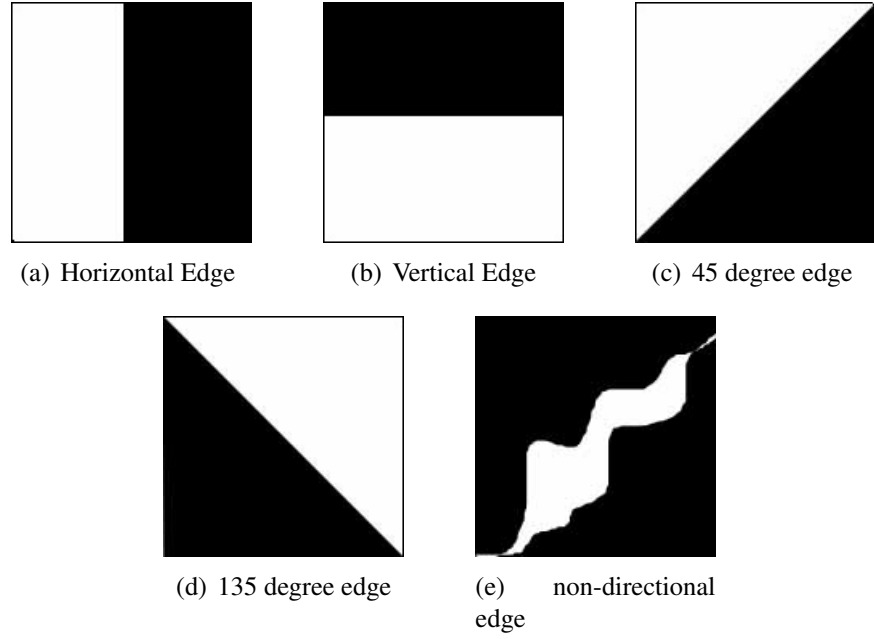 (a) Horizontal Edge
(b) Vertical Edge
(c) 45 degree edge
(d) 135 degree edge
(e) non-directional
edge